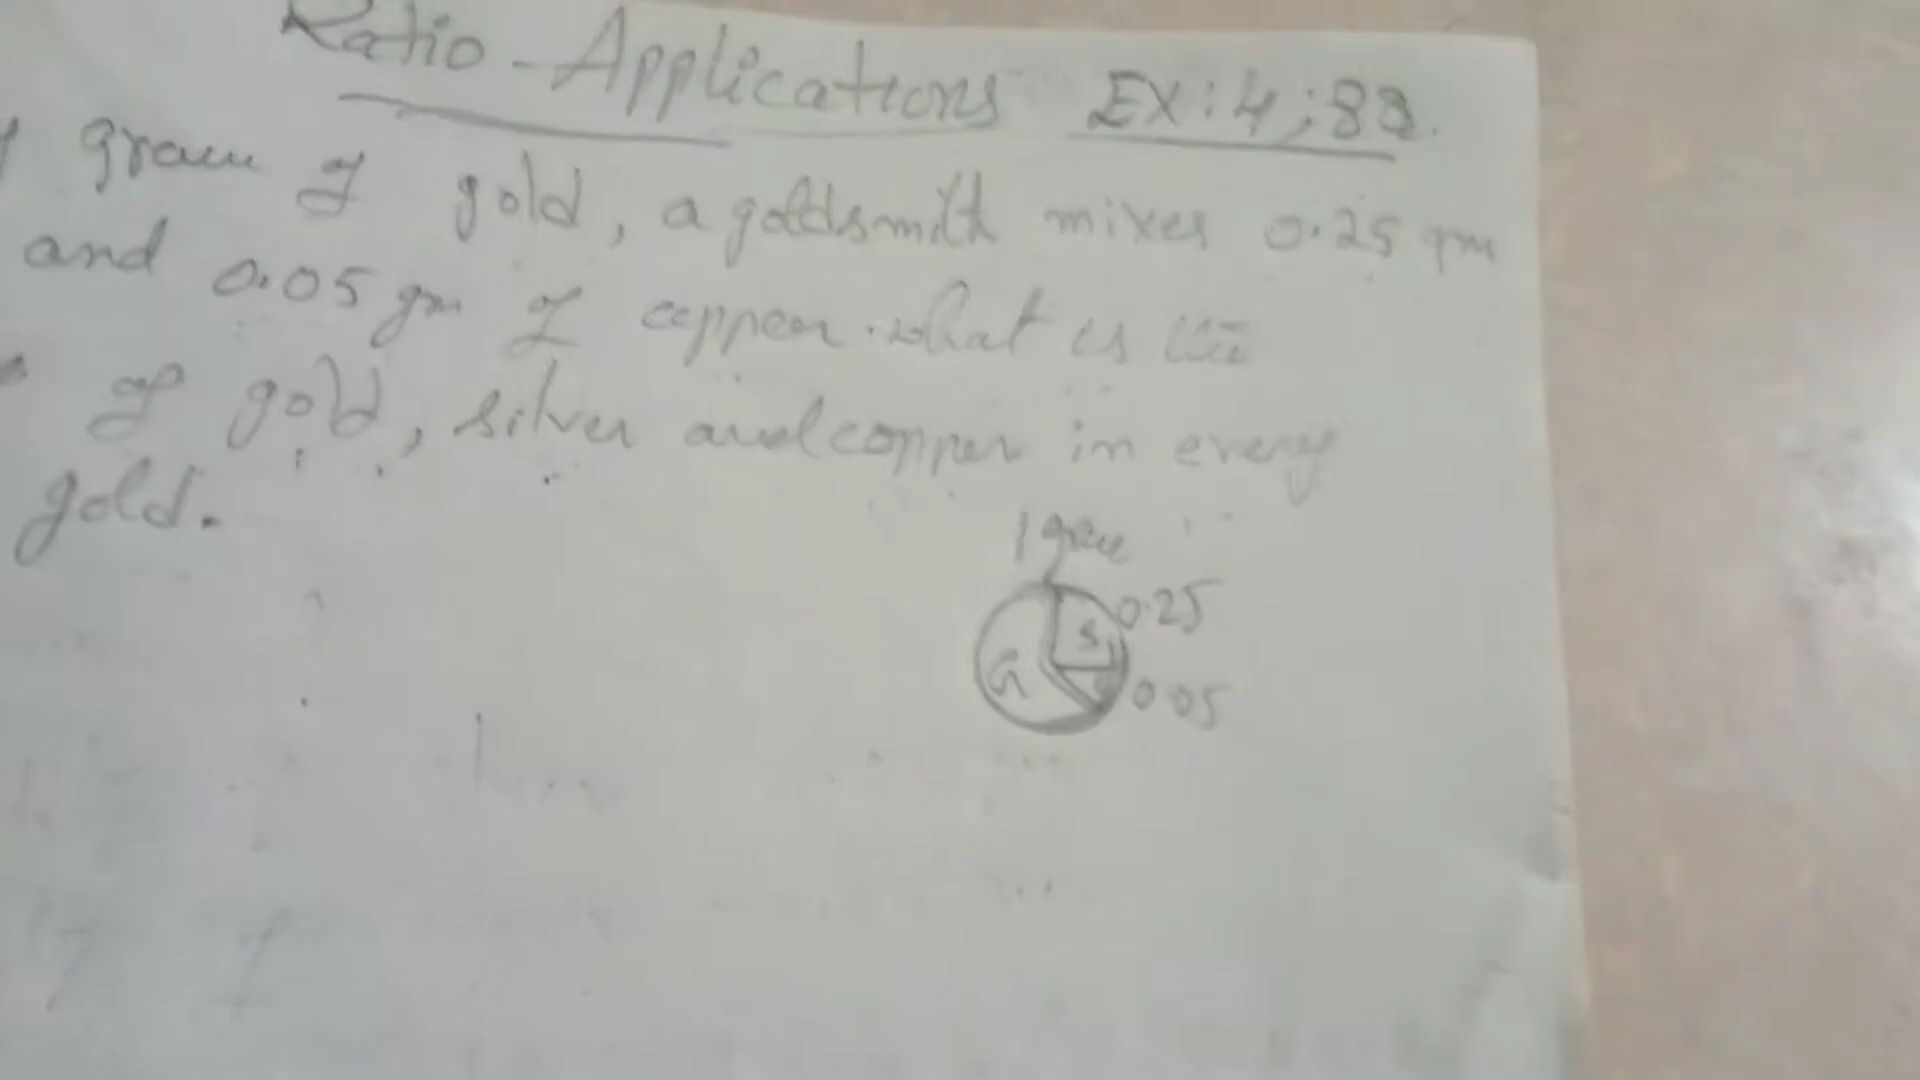 Ratio - Applications EX:4;88.
gram of gold, a goldsmith mixes 0.25 gm
and 0.05 gm of copper. what is the
of gold, silver and copper in every
gold.
1 gram
0.25
S
G
0.05